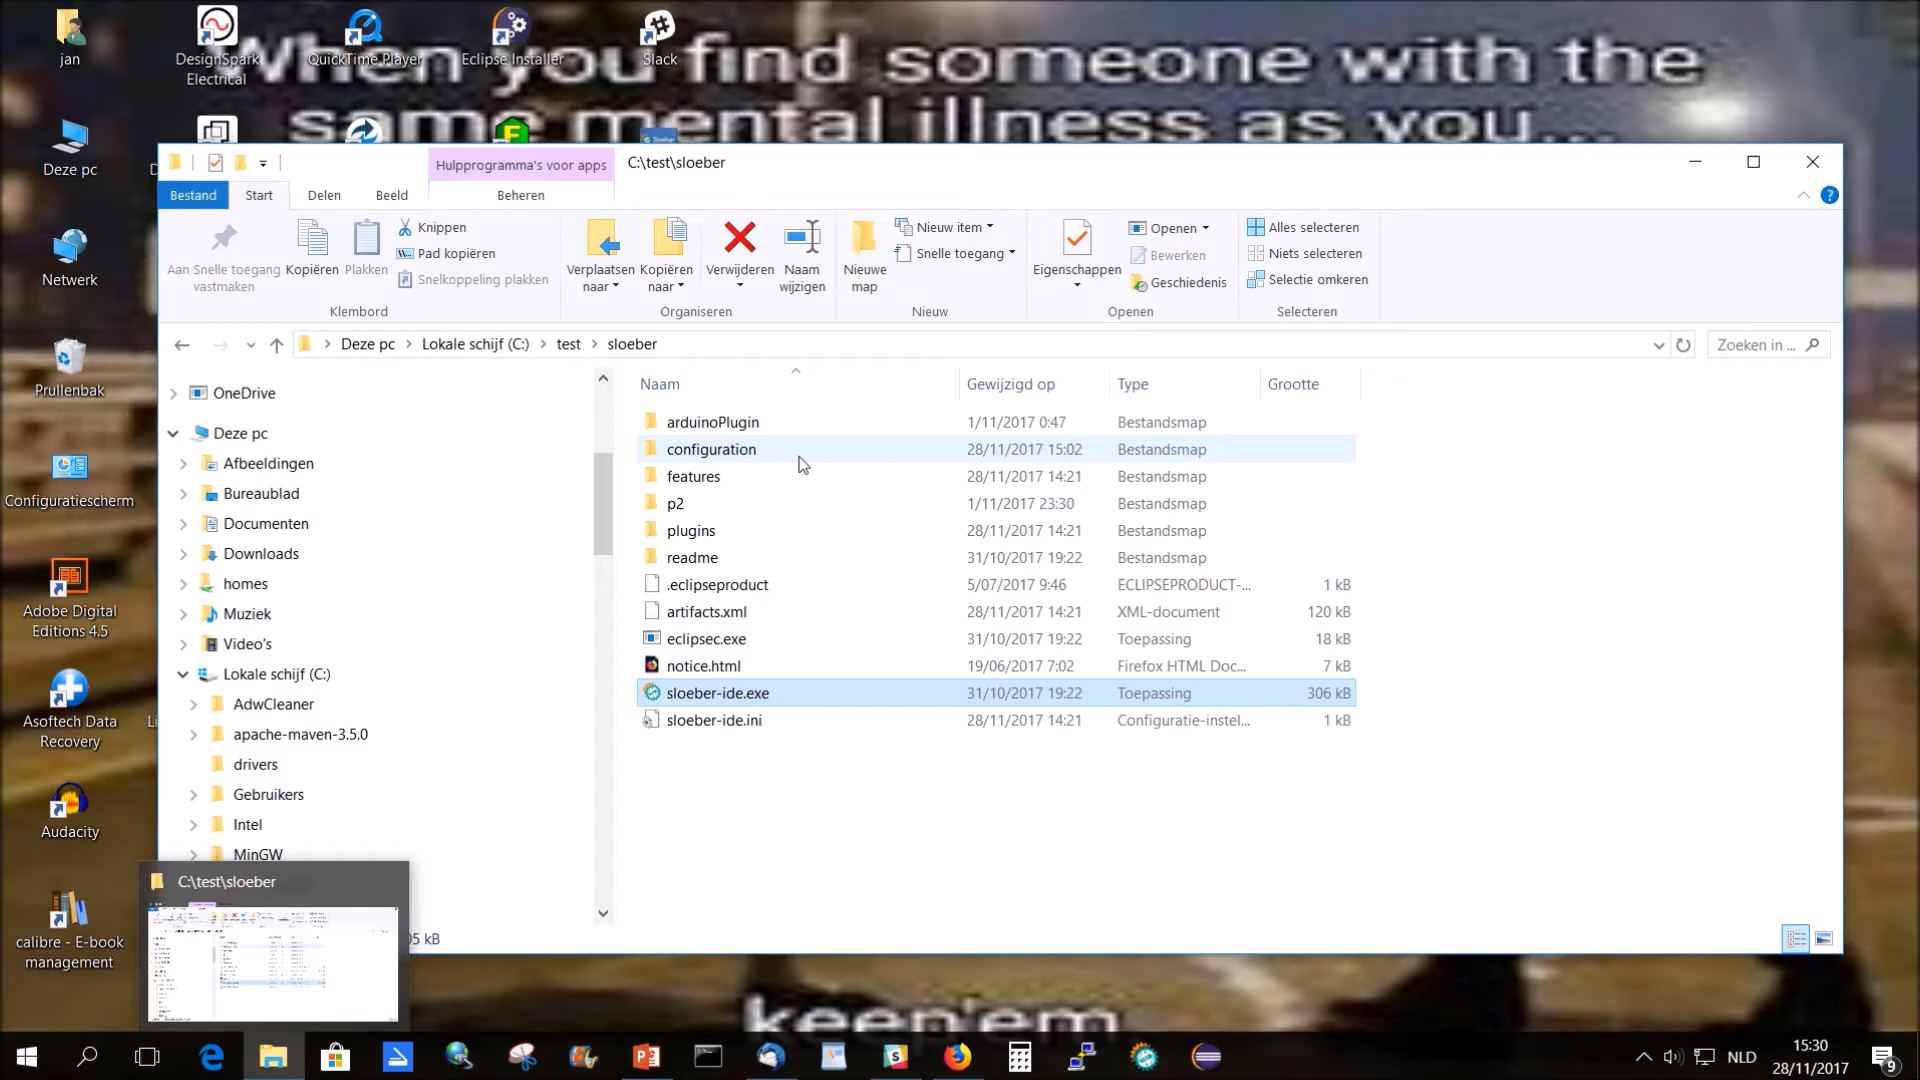 jan
DesignSpark
Electrical
QuickTime Player
Eclipse Installer
Slack
When you find someone with the
same mental illness as you...
Deze pc
Netwerk
Prullenbak
Configuratiescherm
Adobe Digital
Editions 4.5
Asoftech Data
Recovery
Audacity
calibre - E-book
management
Hulpprogramma's voor apps
C:\test\sloeber
Bestand
Start
Delen
Beeld
Beheren
Aan Snelle toegang
vastmaken
Kopiëren
Plakken
Knippen
Pad kopiëren
Snelkoppeling plakken
Klembord
Verplaatsen
naar
Kopiëren
naar
Verwijderen
Naam
wijzigen
Organiseren
Nieuwe
map
Nieuw item
Snelle toegang
Nieuw
Eigenschappen
Openen
Bewerken
Geschiedenis
Openen
Alles selecteren
Niets selecteren
Selectie omkeren
Selecteren
Deze pc
Lokale schijf (C:)
test
sloeber
Zoeken in ...
OneDrive
Deze pc
Afbeeldingen
Bureaublad
Documenten
Downloads
homes
Muziek
Video's
Lokale schijf (C:)
AdwCleaner
apache-maven-3.5.0
drivers
Gebruikers
Intel
MinGW
Naam Gewijzigd op Type Grootte
arduinoPlugin 1/11/2017 0:47 Bestandsmap
configuration 28/11/2017 15:02 Bestandsmap
features 28/11/2017 14:21 Bestandsmap
p2 1/11/2017 23:30 Bestandsmap
plugins 28/11/2017 14:21 Bestandsmap
readme 31/10/2017 19:22 Bestandsmap
.eclipseproduct 5/07/2017 9:46 ECLIPSEPRODUCT-... 1 kB
artifacts.xml 28/11/2017 14:21 XML-document 120 kB
eclipsec.exe 31/10/2017 19:22 Toepassing 18 kB
notice.html 19/06/2017 7:02 Firefox HTML Doc... 7 kB
sloeber-ide.exe 31/10/2017 19:22 Toepassing 306 kB
sloeber-ide.ini 28/11/2017 14:21 Configuratie-instel... 1 kB
C:\test\sloeber
05 kB
keep'em
NLD
15:30
28/11/2017
9